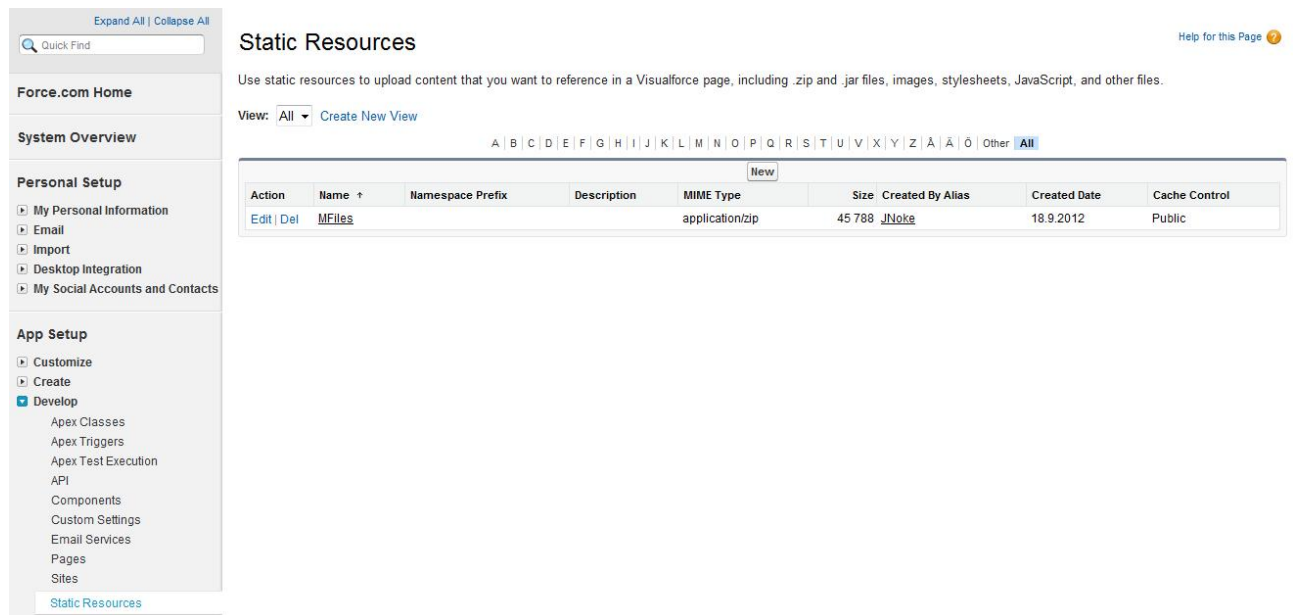 Expand All | Collapse All
Quick Find
Force.com Home
System Overview
Personal Setup
My Personal Information
Email
Import
Desktop Integration
My Social Accounts and Contacts
App Setup
Customize
Create
Develop
Apex Classes
Apex Triggers
Apex Test Execution
API
Components
Custom Settings
Email Services
Pages
Sites
Static Resources
Static Resources
Help for this Page ?
Use static resources to upload content that you want to reference in a Visualforce page, including .zip and .jar files, images, stylesheets, JavaScript, and other files.
View: All Create New View
A | B | C | D | E | F | G | H | I | J | K | L | M | N | O | P | Q | R | S | T | U | V | X | Y | Z | Å | Ä | Ö | Other All
New
Action Name ↑ Namespace Prefix Description MIME Type Size Created By Alias Created Date Cache Control
Edit | Del MFiles application/zip 45 788 JNoke 18.9.2012 Public